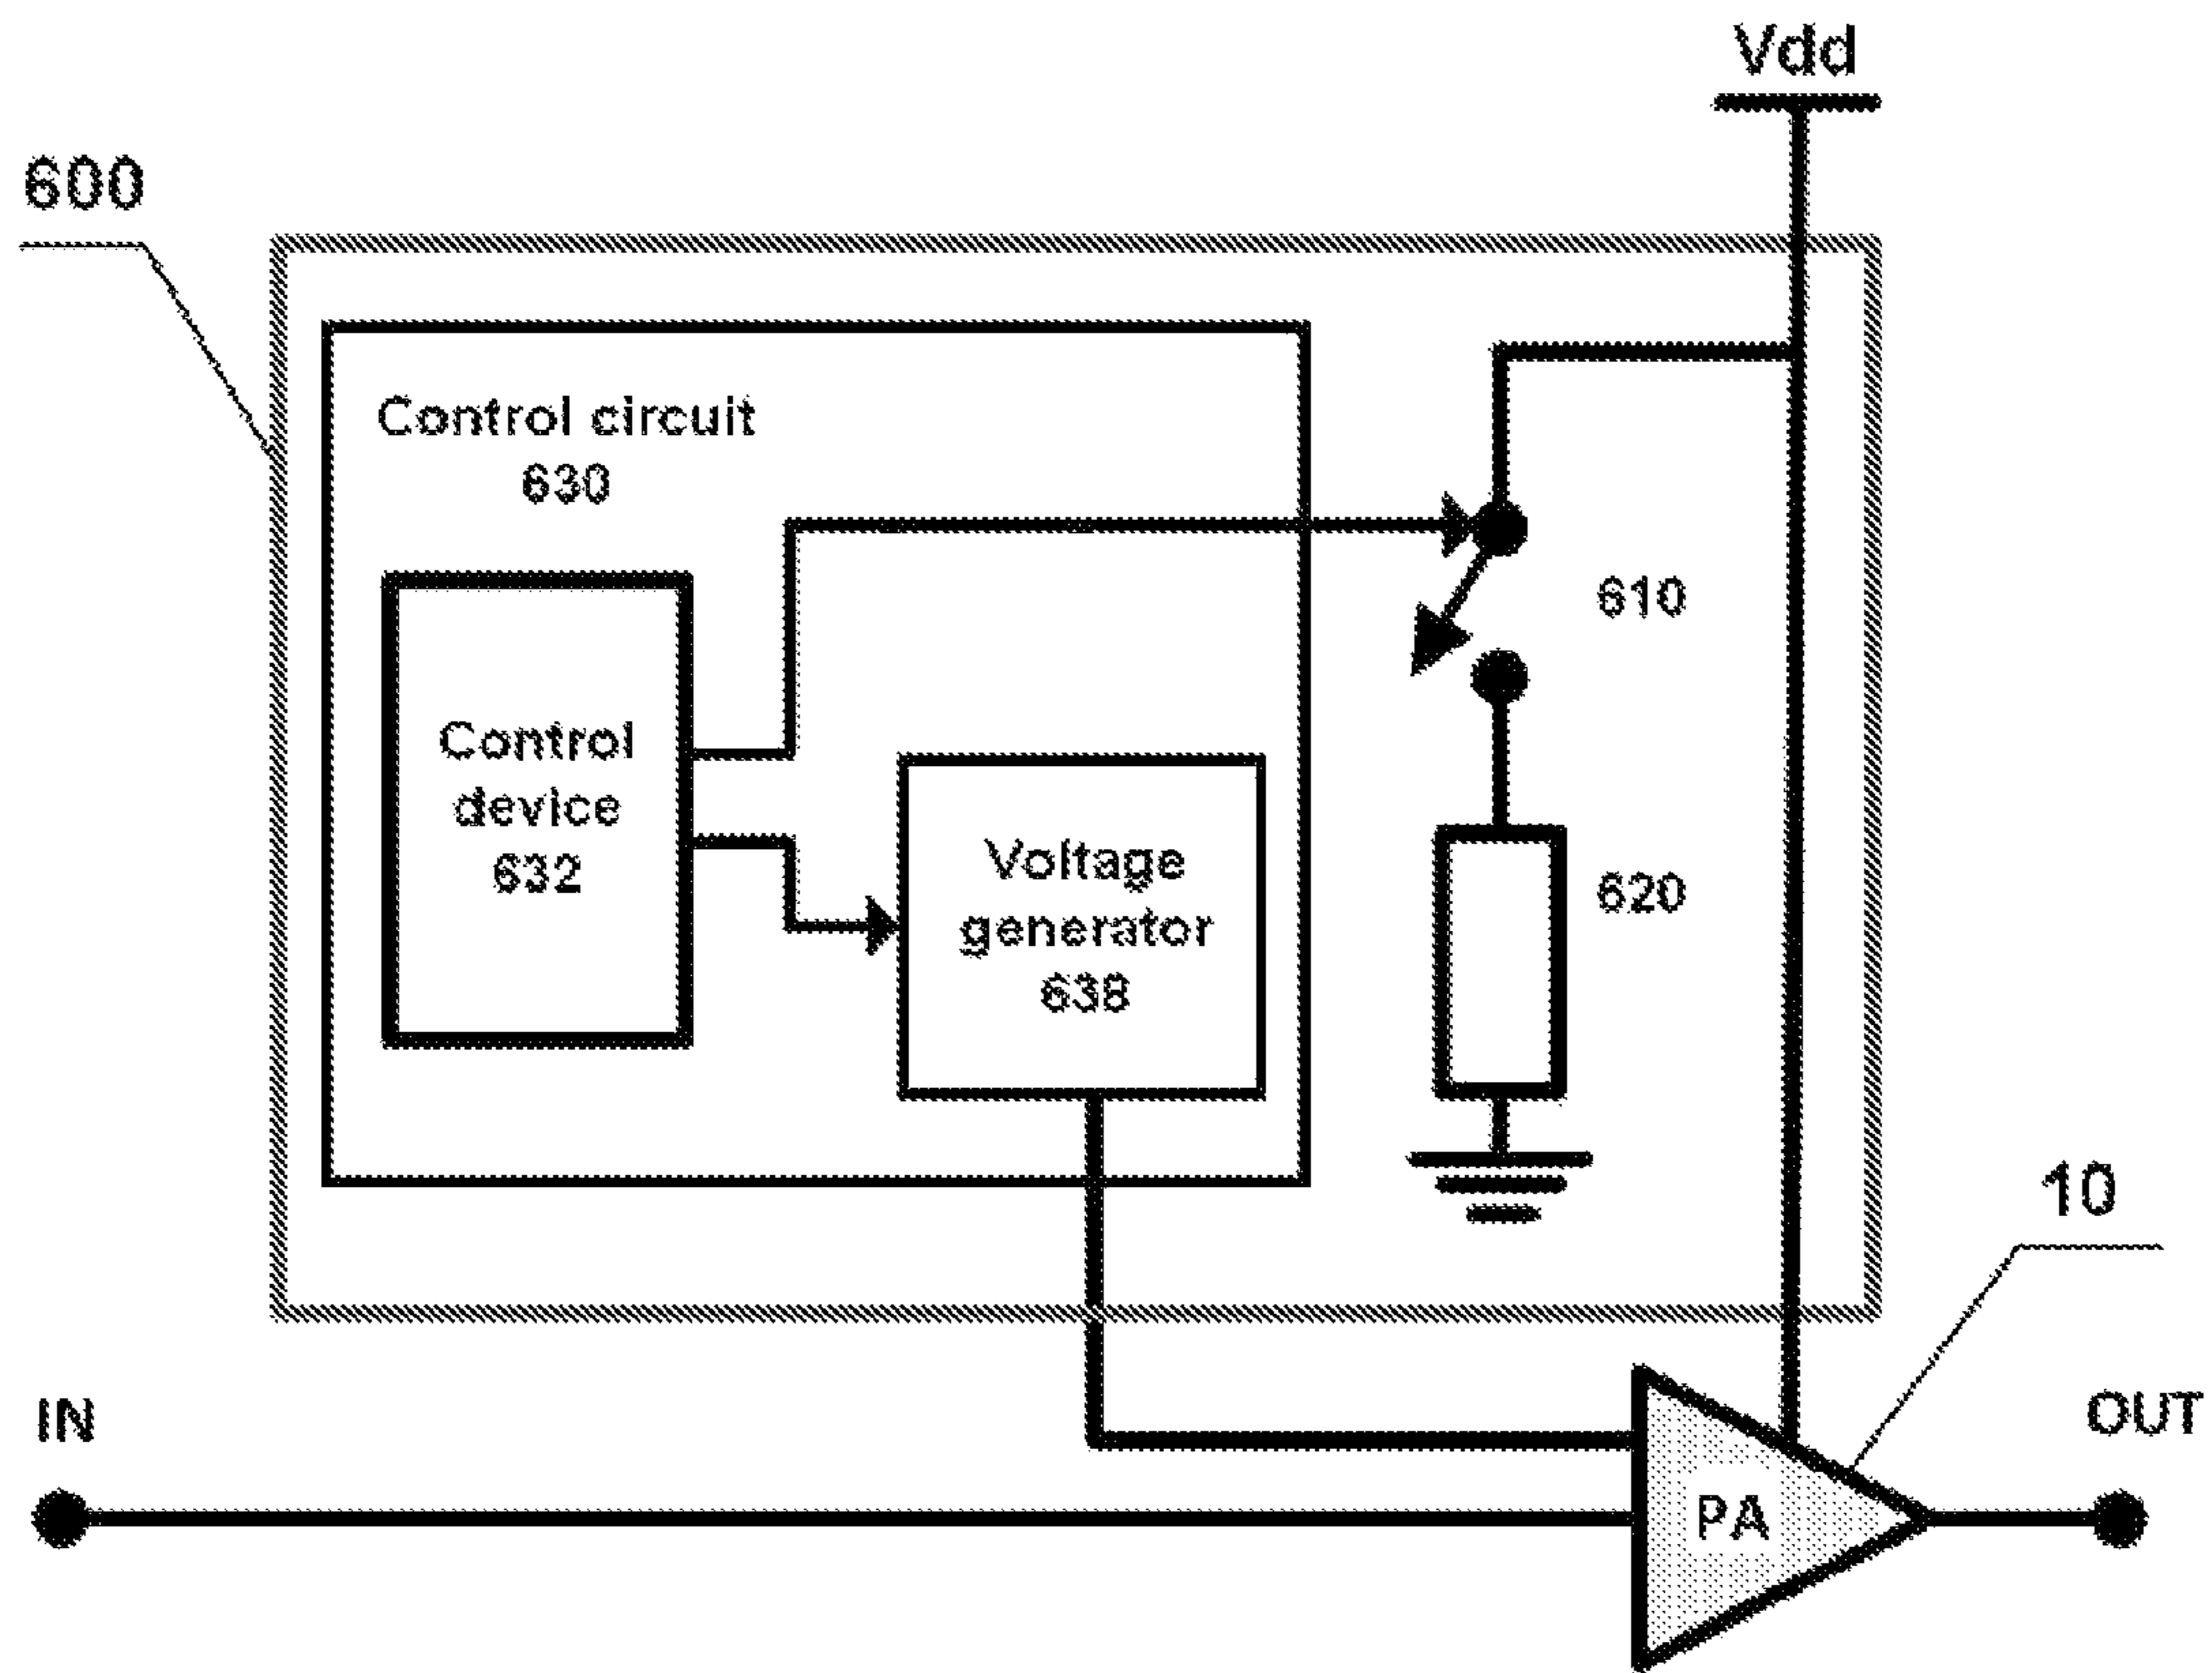 Vdd
600
Control circuit
630
610
Control
device
632
Voltage
generator
638
620
10
IN
OUT
PA